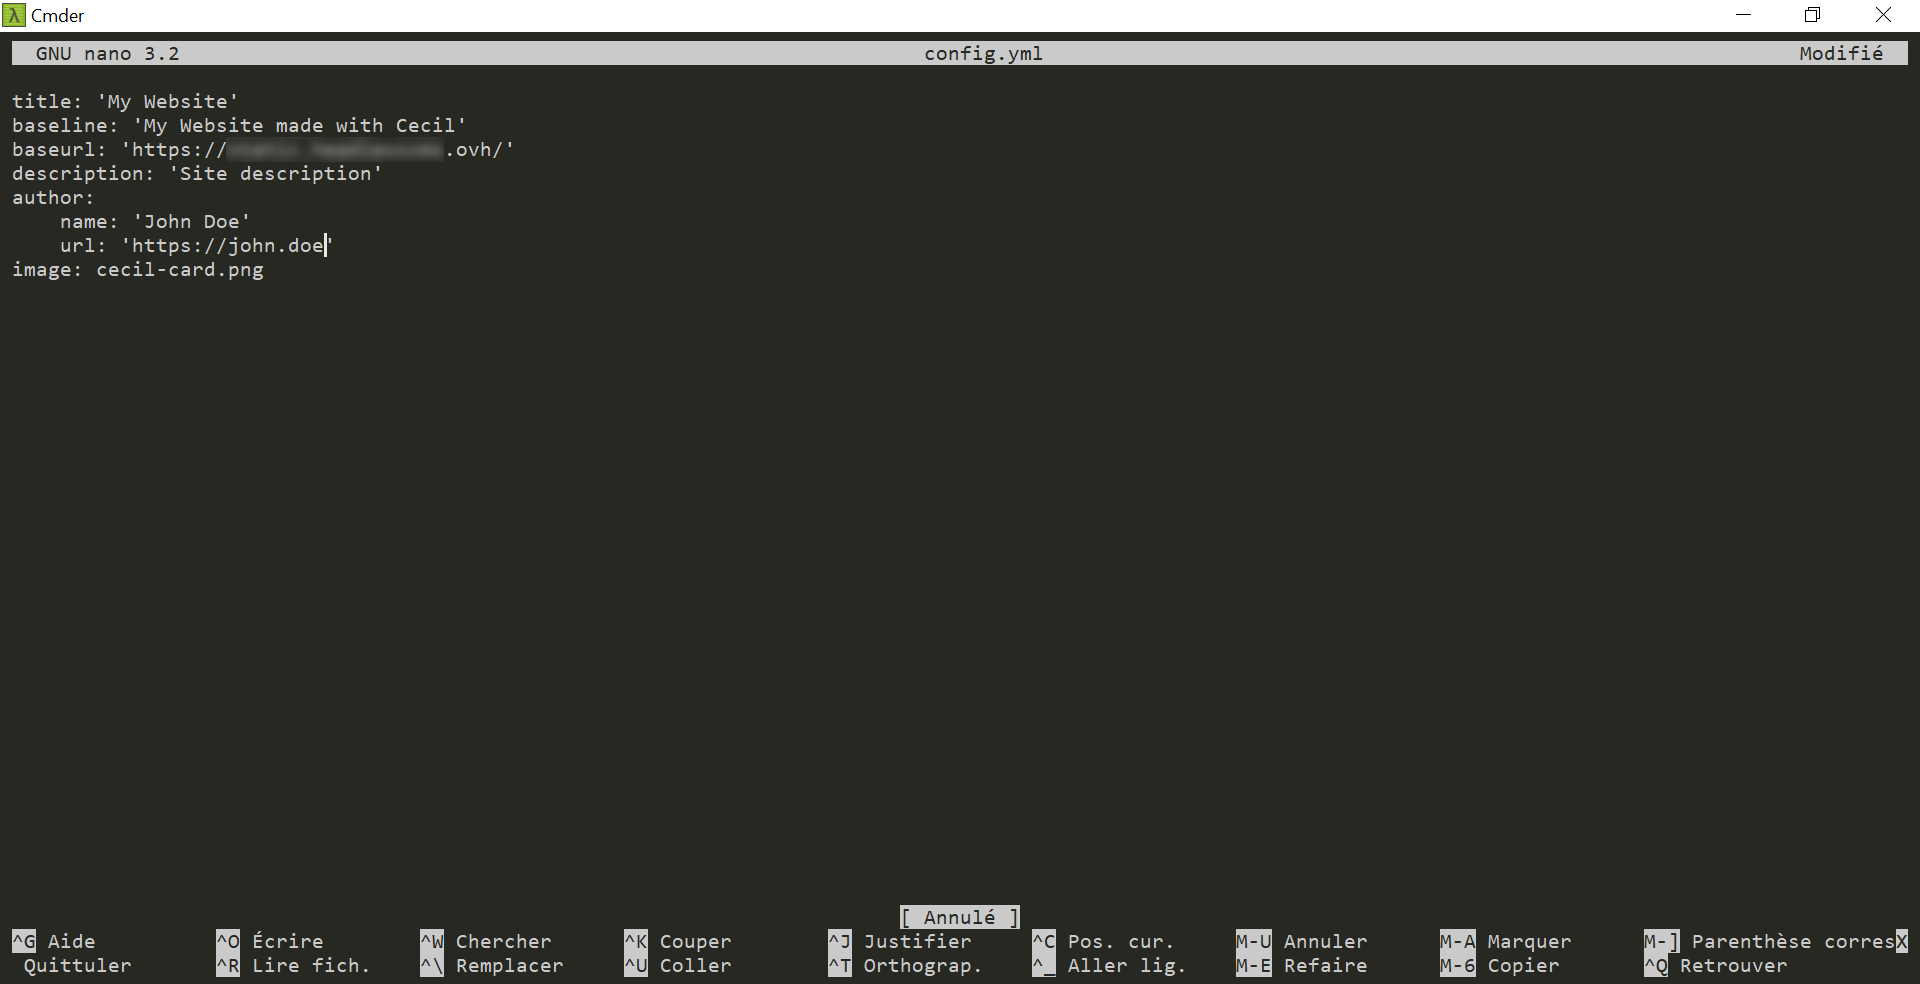 Cmder
GNU nano 3.2 config.yml Modifié
title: 'My Website'
baseline: 'My Website made with Cecil'
baseurl: 'https:// .ovh/'
description: 'Site description'
author:
    name: 'John Doe'
    url: 'https://john.doe'
image: cecil-card.png
[ Annulé ]
^G Aide ^O Écrire ^W Chercher ^K Couper ^J Justifier ^C Pos. cur. M-U Annuler M-A Marquer M-] Parenthèse corresX
Quittuler ^R Lire fich. ^\ Remplacer ^U Coller ^T Orthograp. ^_ Aller lig. M-E Refaire M-6 Copier ^Q Retrouver